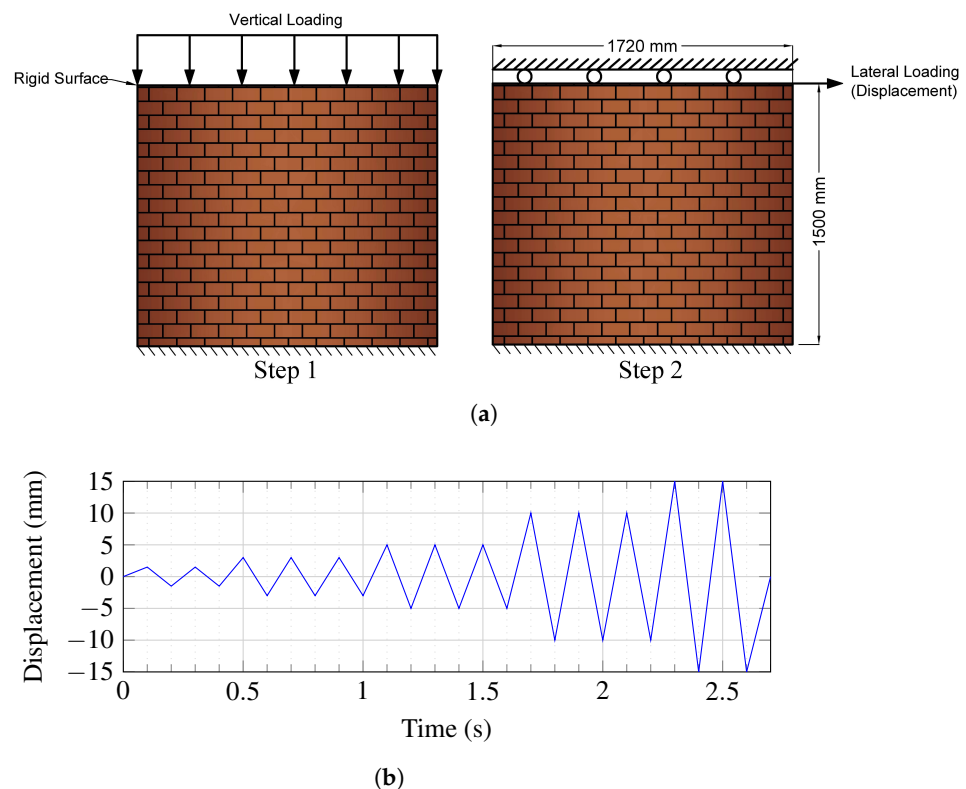 Vertical Loading
Rigid Surface
1720 mm
Lateral Loading
(Displacement)
1500 mm
Step 1
Step 2
(a)
Displacement (mm)
15
10
5
0
−5
−10
−15
0
0.5
1
1.5
2
2.5
Time (s)
(b)